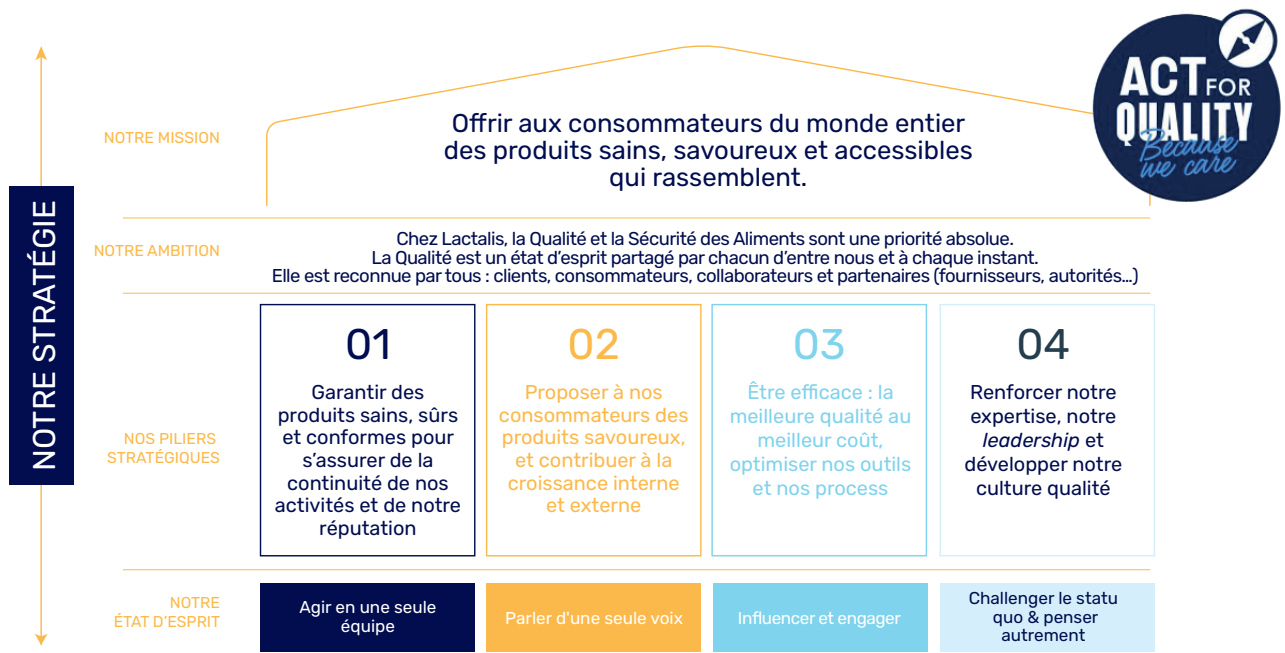 ACT FOR
QUALITY
Because
we care
NOTRE STRATÉGIE
NOTRE MISSION
Offrir aux consommateurs du monde entier
des produits sains, savoureux et accessibles
qui rassemblent.
NOTRE AMBITION
Chez Lactalis, la Qualité et la Sécurité des Aliments sont une priorité absolue.
La Qualité est un état d'esprit partagé par chacun d'entre nous et à chaque instant.
Elle est reconnue par tous : clients, consommateurs, collaborateurs et partenaires (fournisseurs, autorités…)
NOS PILIERS
STRATÉGIQUES
01
Garantir des
produits sains, sûrs
et conformes pour
s'assurer de la
continuité de nos
activités et de notre
réputation
02
Proposer à nos
consommateurs des
produits savoureux,
et contribuer à la
croissance interne
et externe
03
Être efficace : la
meilleure qualité au
meilleur coût,
optimiser nos outils
et nos process
04
Renforcer notre
expertise, notre
leadership et
développer notre
culture qualité
NOTRE
ÉTAT D'ESPRIT
Agir en une seule
équipe
Parler d'une seule voix
Influencer et engager
Challenger le statu
quo & penser
autrement